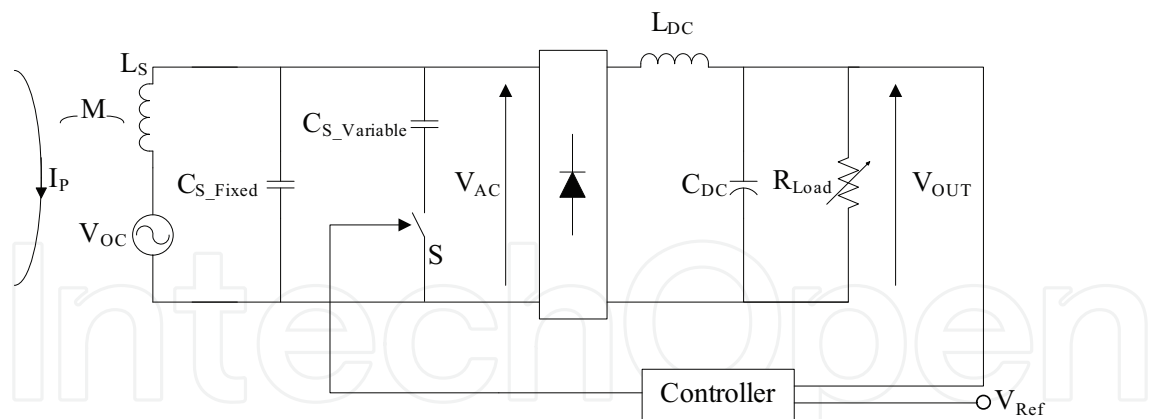 L_DC
L_S
M
C_S_Variable
I_P
C_S_Fixed
V_AC
C_DC
R_Load
V_OUT
V_OC
S
IntechOpen
Controller
V_Ref